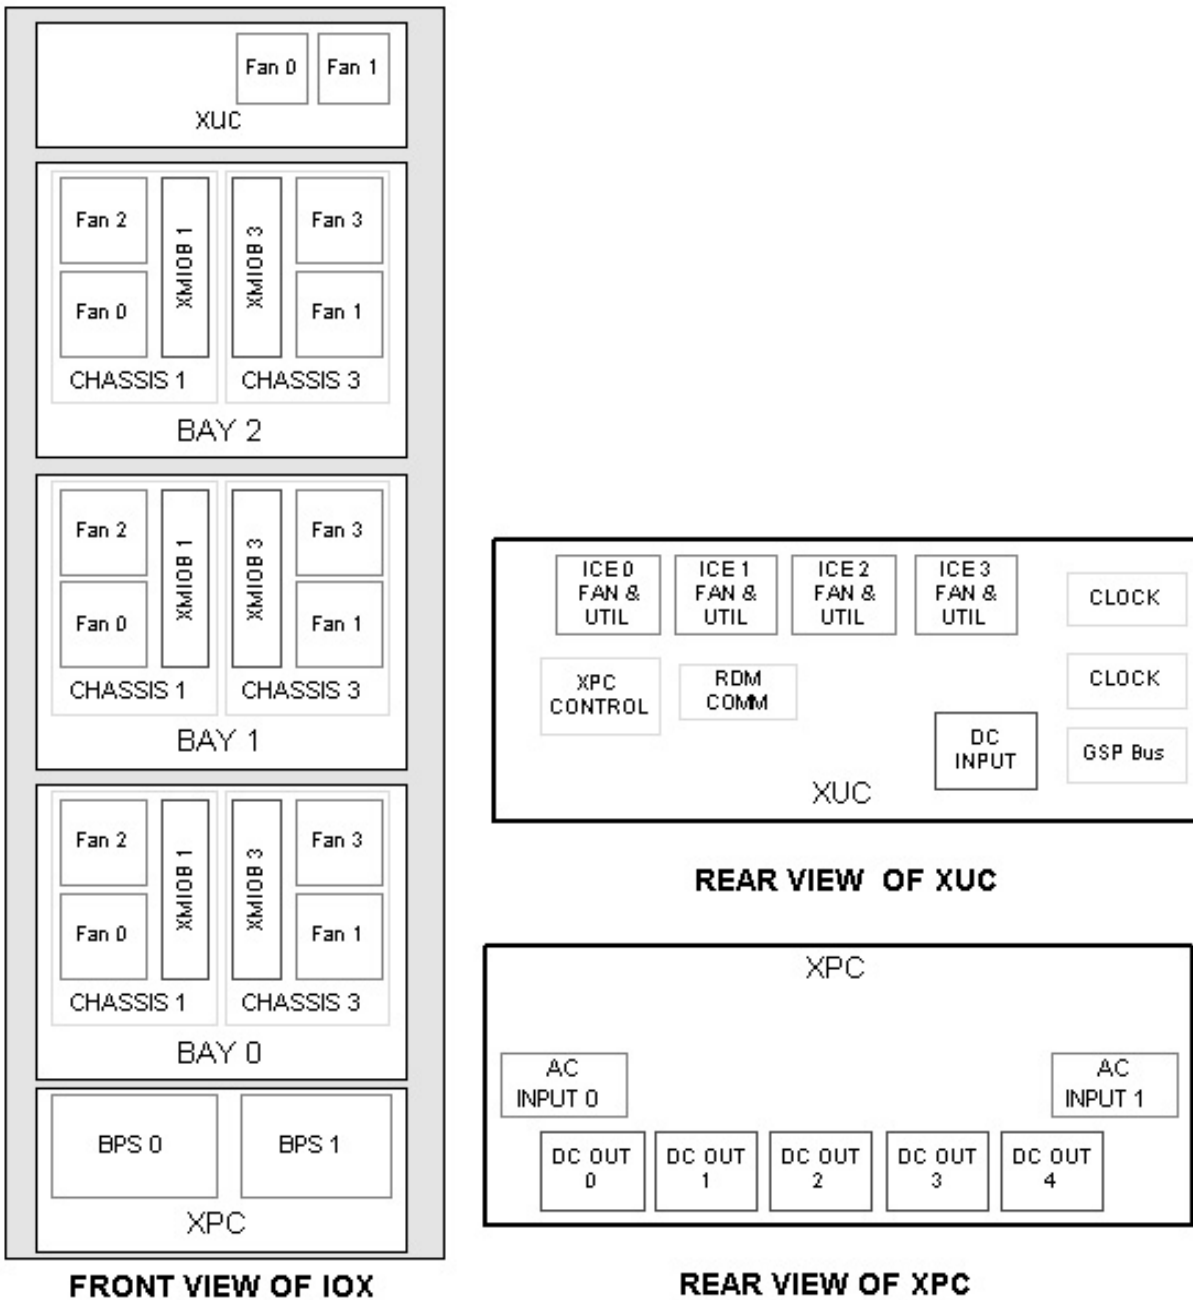 Fan 0
Fan 1
XUC
Fan 2
XMIOB 1
XMIOB 3
Fan 3
Fan 0
Fan 1
CHASSIS 1
CHASSIS 3
BAY 2
Fan 2
XMIOB 1
XMIOB 3
Fan 3
Fan 0
Fan 1
CHASSIS 1
CHASSIS 3
BAY 1
Fan 2
XMIOB 1
XMIOB 3
Fan 3
Fan 0
Fan 1
CHASSIS 1
CHASSIS 3
BAY 0
BPS 0
BPS 1
XPC
FRONT VIEW OF IOX
ICE 0
FAN &
UTIL
ICE 1
FAN &
UTIL
ICE 2
FAN &
UTIL
ICE 3
FAN &
UTIL
CLOCK
XPC
CONTROL
RDM
COMM
CLOCK
DC
INPUT
GSP Bus
XUC
REAR VIEW OF XUC
XPC
AC
INPUT 0
AC
INPUT 1
DC OUT
0
DC OUT
1
DC OUT
2
DC OUT
3
DC OUT
4
REAR VIEW OF XPC